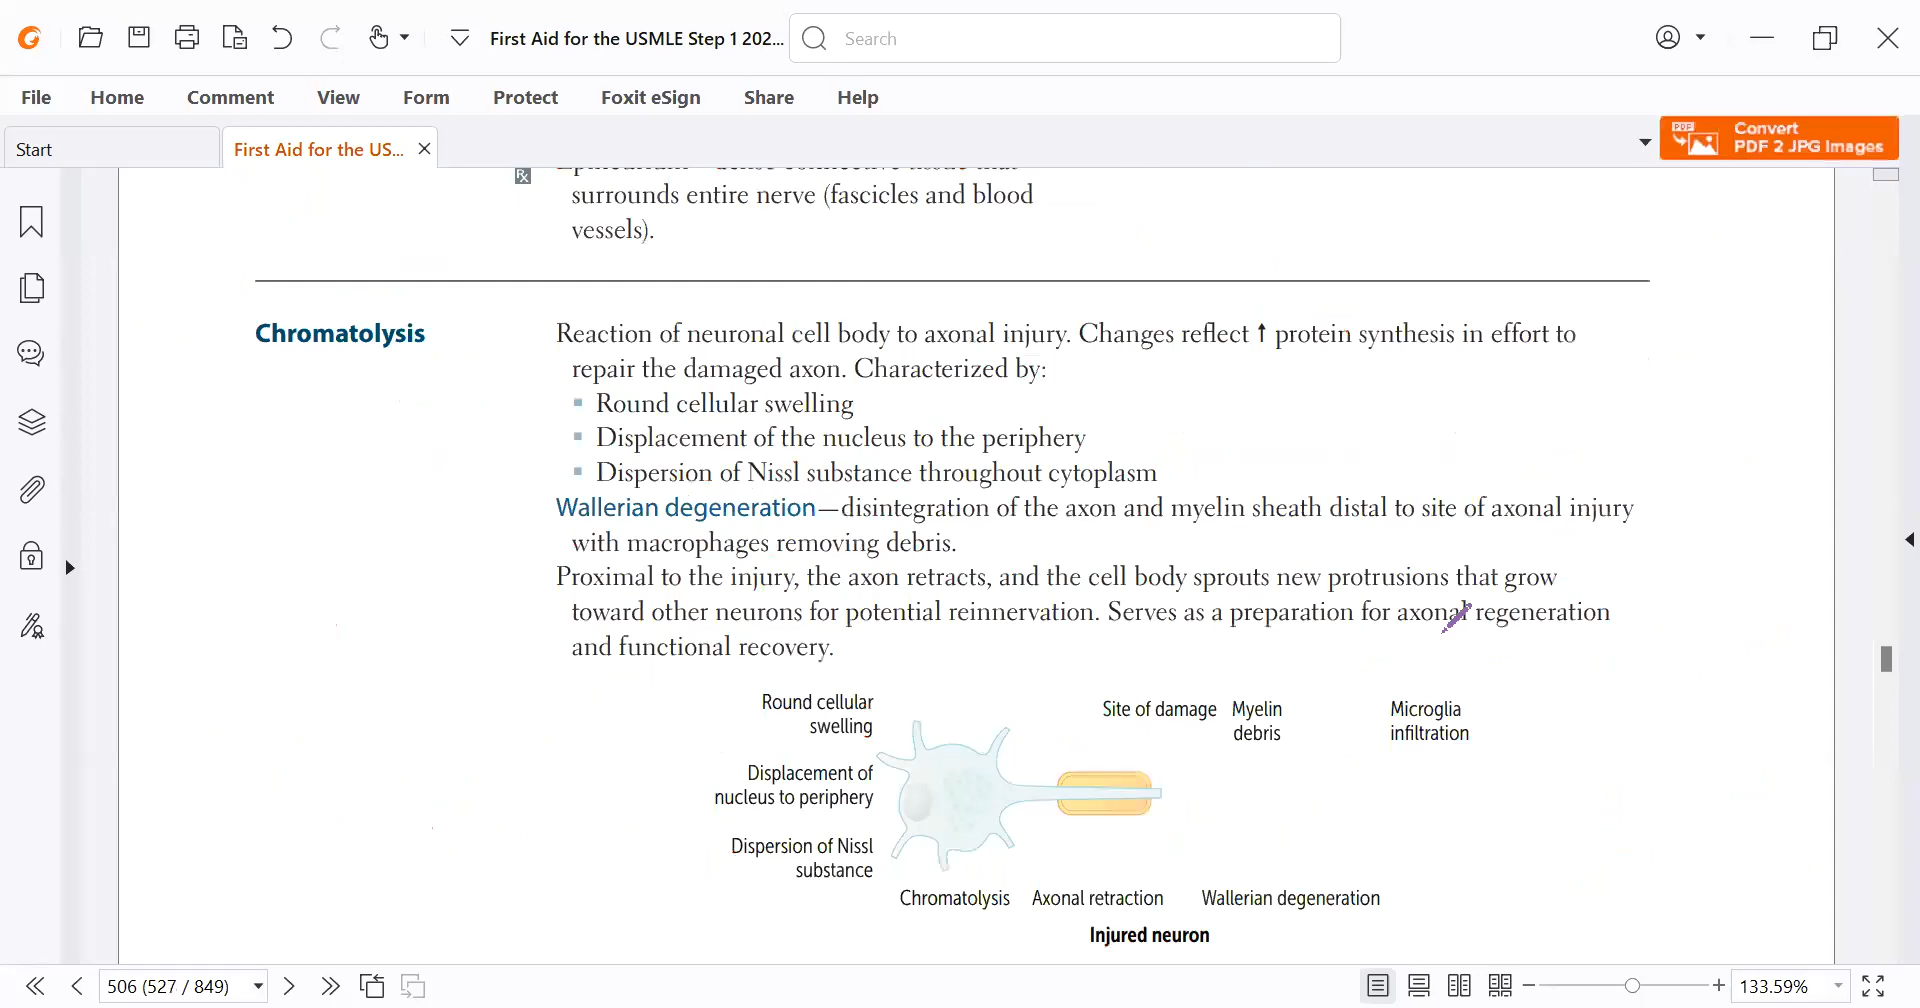 First Aid for the USMLE Step 1 202...
Search
File Home Comment View Form Protect Foxit eSign Share Help
Start
First Aid for the US...
PDF
Convert
PDF 2 JPG Images
Rx
surrounds entire nerve (fascicles and blood
vessels).
Chromatolysis
Reaction of neuronal cell body to axonal injury. Changes reflect ↑ protein synthesis in effort to
repair the damaged axon. Characterized by:
▪ Round cellular swelling
▪ Displacement of the nucleus to the periphery
▪ Dispersion of Nissl substance throughout cytoplasm
Wallerian degeneration—disintegration of the axon and myelin sheath distal to site of axonal injury
with macrophages removing debris.
Proximal to the injury, the axon retracts, and the cell body sprouts new protrusions that grow
toward other neurons for potential reinnervation. Serves as a preparation for axonal regeneration
and functional recovery.
Round cellular
swelling
Displacement of
nucleus to periphery
Dispersion of Nissl
substance
Site of damage
Myelin
debris
Microglia
infiltration
Chromatolysis Axonal retraction Wallerian degeneration
Injured neuron
506 (527 / 849)
133.59%